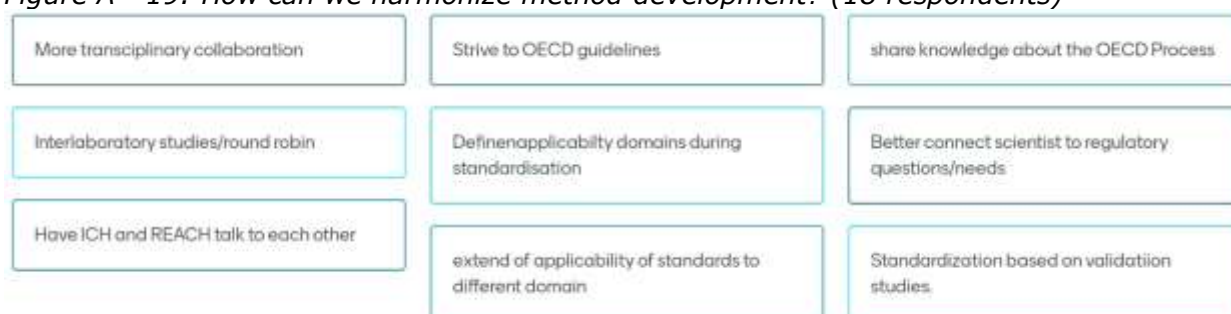 Figure A - 19: How can we harmonize method development? (18 respondents)
More transciplinary collaboration
Interlaboratory studies/round robin
Have ICH and REACH talk to each other
Strive to OECD guidelines
Definenapplicabilty domains during
standardisation
extend of applicability of standards to
different domain
share knowledge about the OECD Process
Better connect scientist to regulatory
questions/needs
Standardization based on validatiion
studies